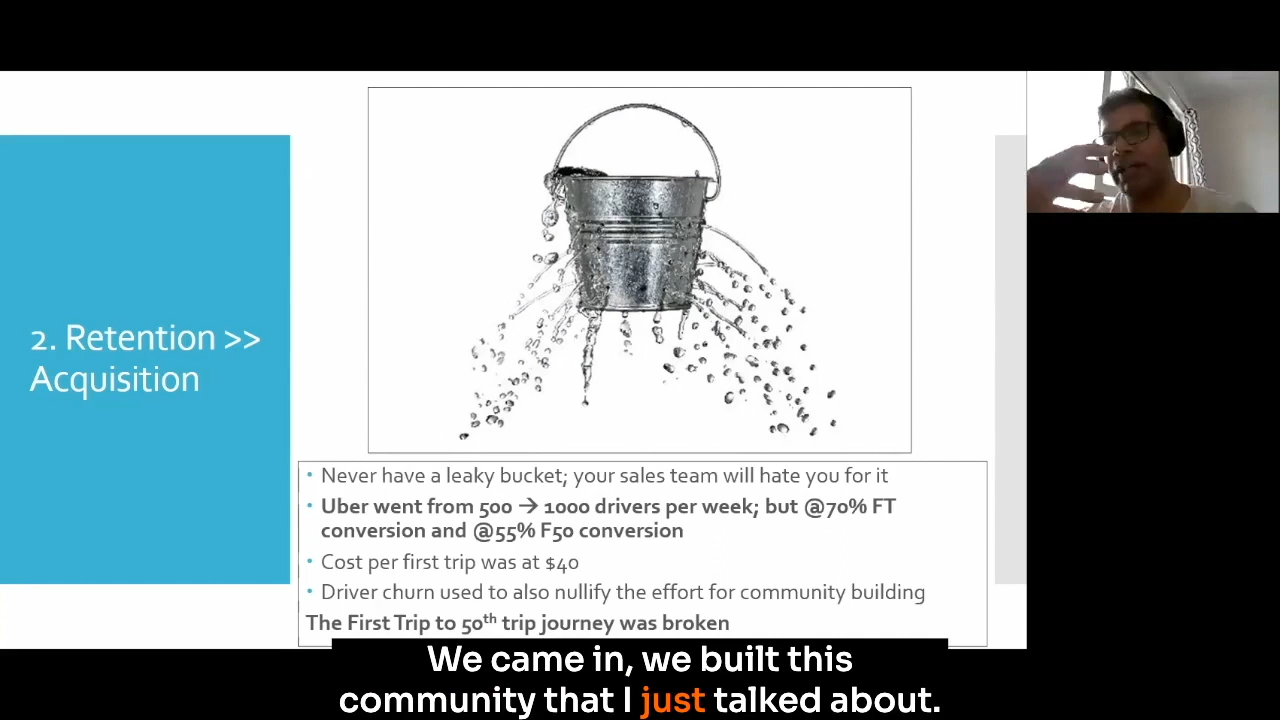 2. Retention >>
Acquisition
• Never have a leaky bucket; your sales team will hate you for it
• Uber went from 500 → 1000 drivers per week; but @70% FT
conversion and @55% F50 conversion
• Cost per first trip was at $40
• Driver churn used to also nullify the effort for community building
The First Trip to 50th trip journey was broken
We came in, we built this
community that I just talked about.